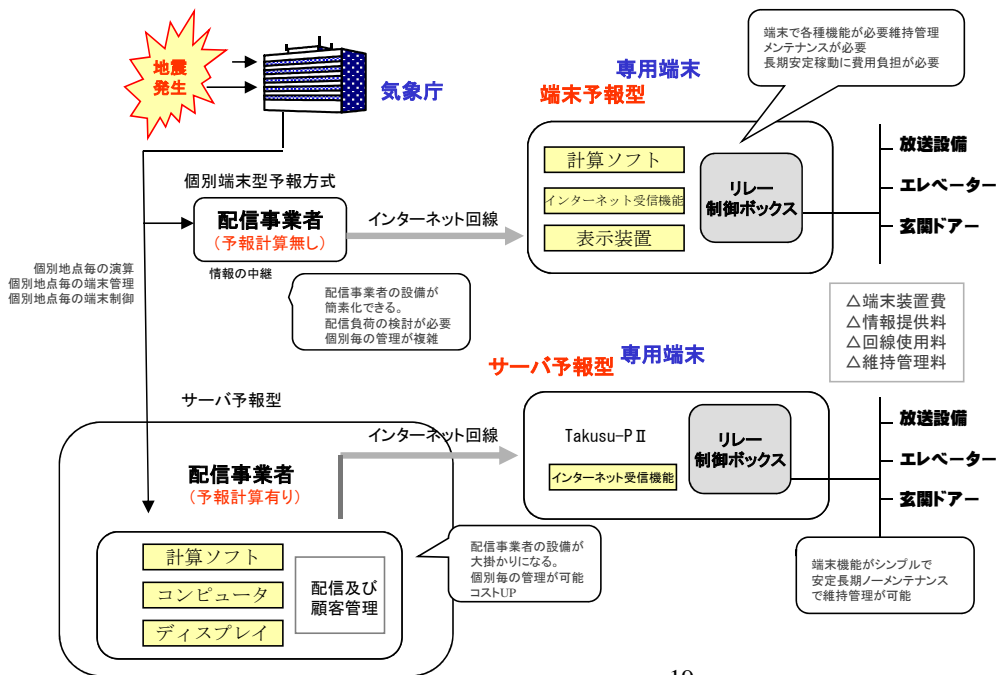 地震
発生
気象庁
端末で各種機能が必要維持管理
メンテナンスが必要
長期安定稼動に費用負担が必要
専用端末
端末予報型
計算ソフト
インターネット受信機能
表示装置
リレー
制御ボックス
放送設備
エレベーター
玄関ドアー
個別端末型予報方式
配信事業者
(予報計算無し)
インターネット回線
情報の中継
個別地点毎の演算
個別地点毎の端末管理
個別地点毎の端末制御
配信事業者の設備が
簡素化できる。
配信負荷の検討が必要
個別毎の管理が複雑
△端末装置費
△情報提供料
△回線使用料
△維持管理料
専用端末
サーバ予報型
サーバ予報型
インターネット回線
配信事業者
(予報計算有り)
Takusu-PⅡ
インターネット受信機能
リレー
制御ボックス
放送設備
エレベーター
玄関ドアー
計算ソフト
コンピュータ
ディスプレイ
配信及び
顧客管理
配信事業者の設備が
大掛かりになる。
個別毎の管理が可能
コストUP
端末機能がシンプルで
安定長期ノーメンテナンス
で維持管理が可能